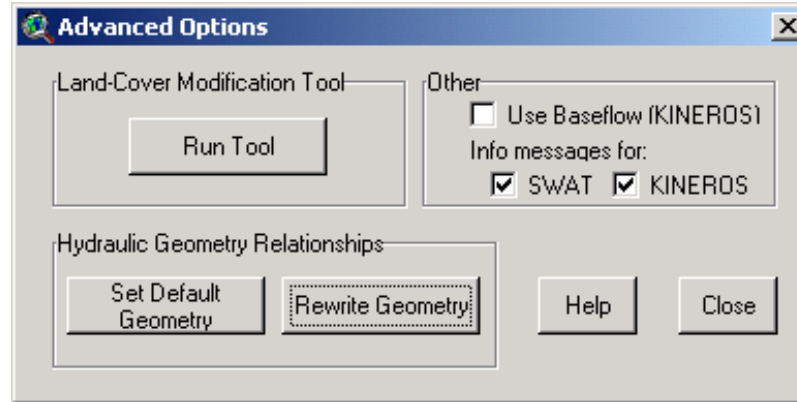 Advanced Options
Land-Cover Modification Tool
Run Tool
Other
Use Baseflow (KINEROS)
Info messages for:
SWAT
KINEROS
Hydraulic Geometry Relationships
Set Default
Geometry
Rewrite Geometry
Help
Close